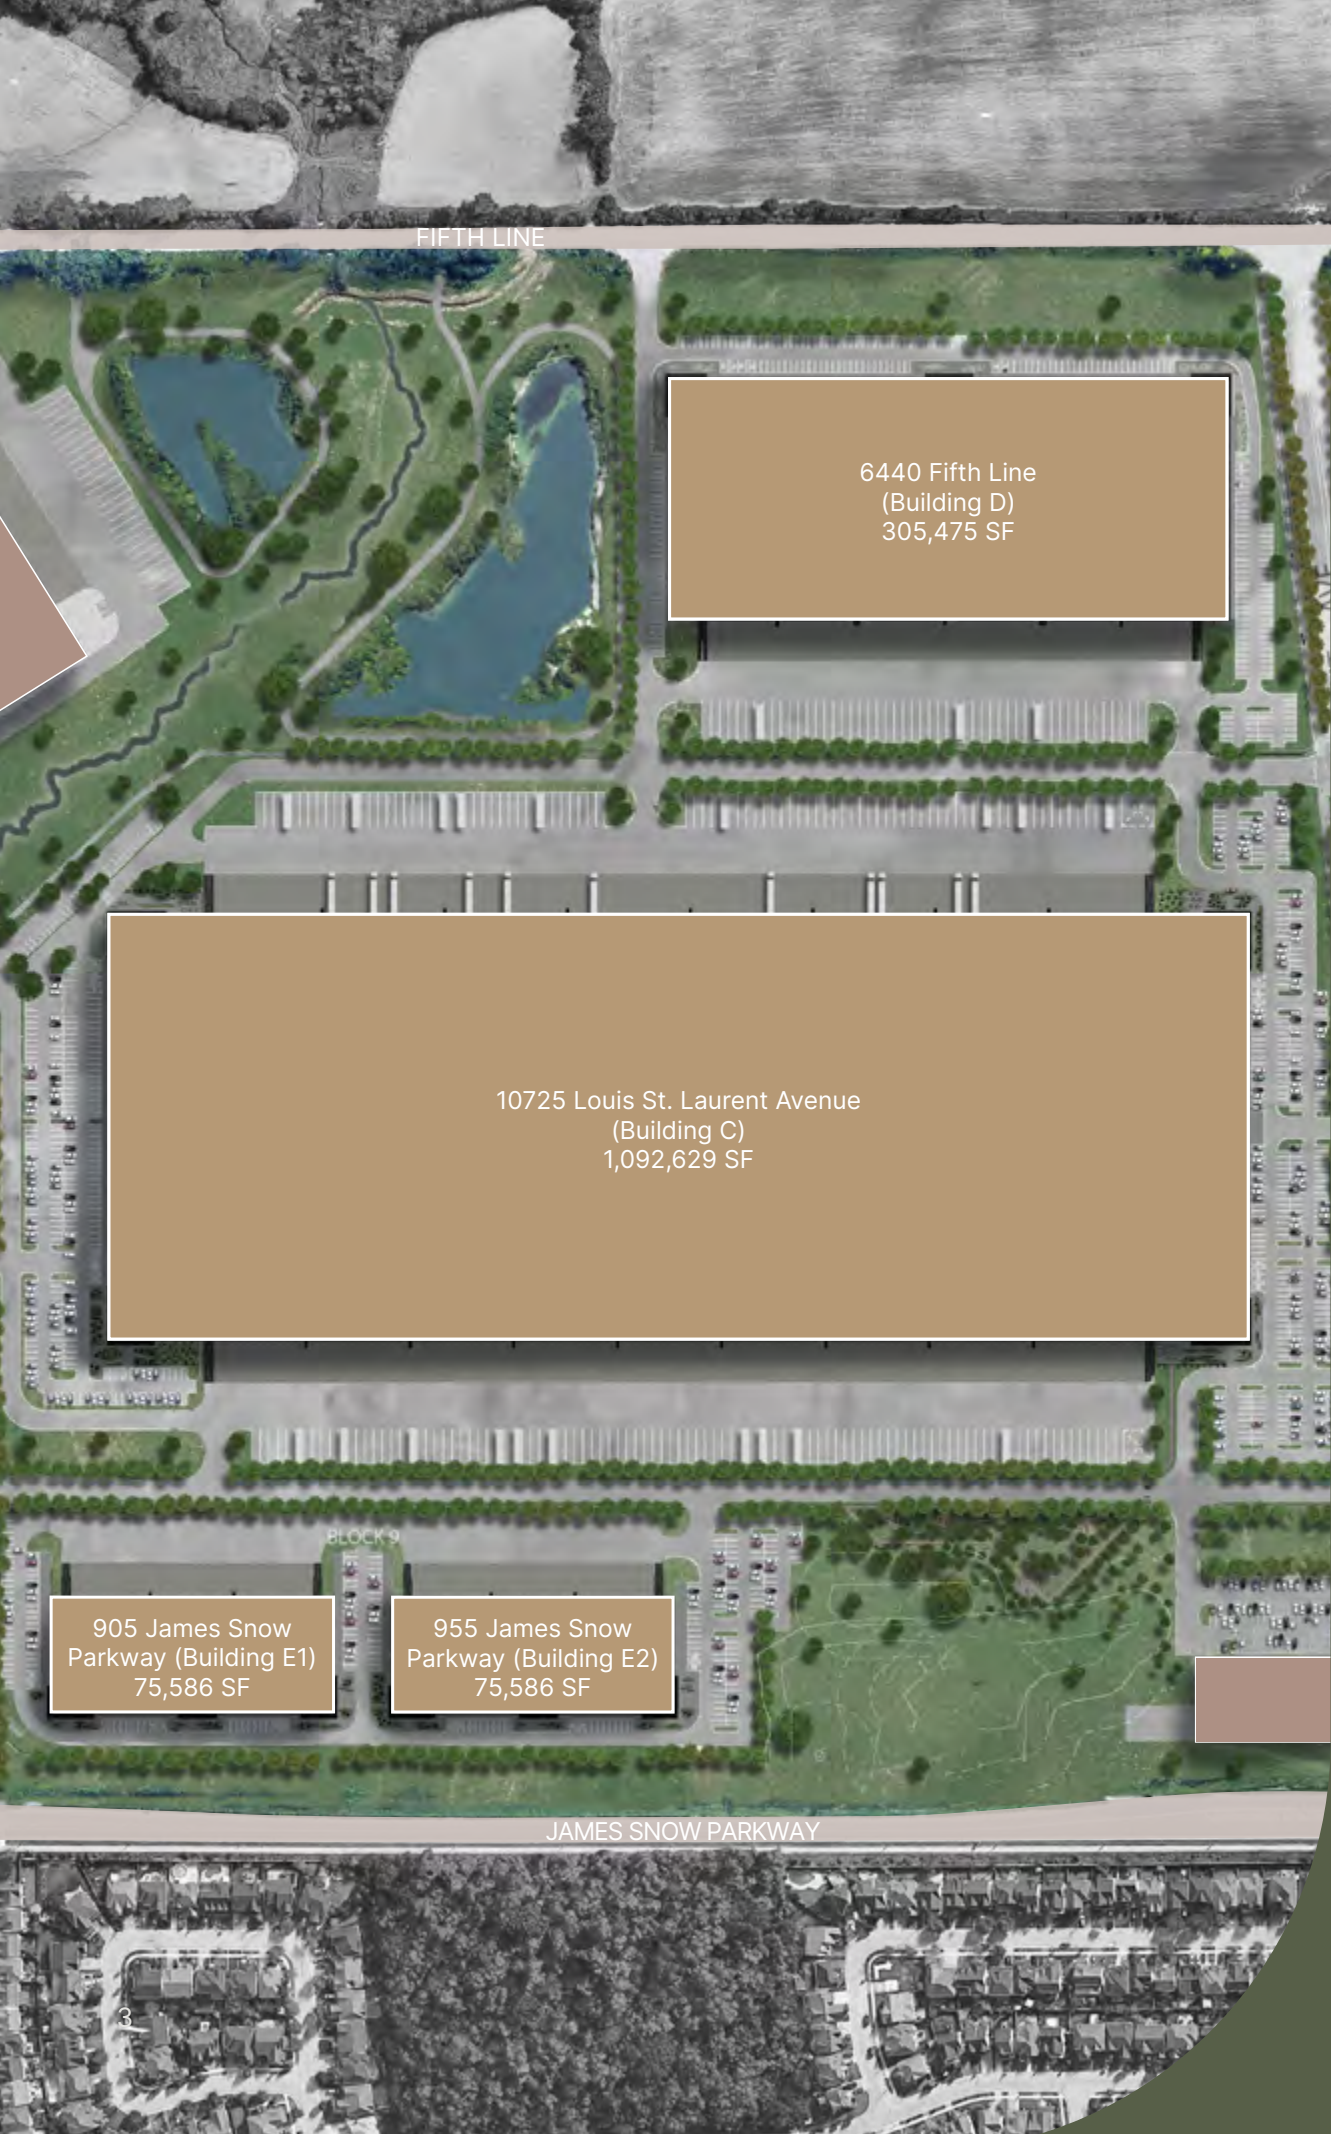 FIFTH LINE
6440 Fifth Line
(Building D)
305,475 SF
10725 Louis St. Laurent Avenue
(Building C)
1,092,629 SF
BLOCK 9
905 James Snow
Parkway (Building E1)
75,586 SF
955 James Snow
Parkway (Building E2)
75,586 SF
JAMES SNOW PARKWAY
3